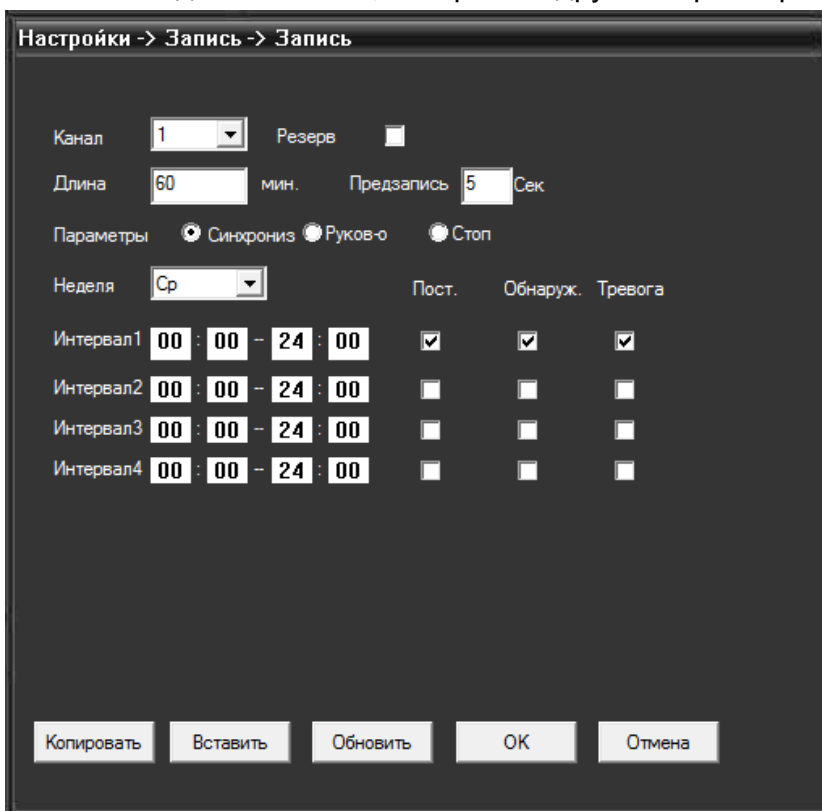 Настройки -> Запись -> Запись
Канал 1 Резерв
Длина 60 мин. Предзапись 5 Сек
Параметры Синхрониз Руков-о Стоп
Неделя Ср Пост. Обнаруж. Тревога
Интервал1 00 : 00 - 24 : 00
Интервал2 00 : 00 - 24 : 00
Интервал3 00 : 00 - 24 : 00
Интервал4 00 : 00 - 24 : 00
Копировать Вставить Обновить OK Отмена